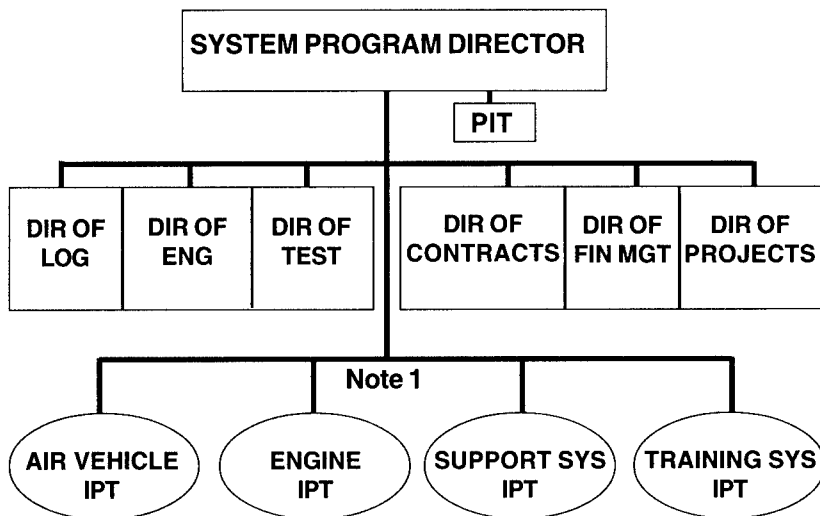 SYSTEM PROGRAM DIRECTOR
PIT
DIR OF
LOG
DIR OF
ENG
DIR OF
TEST
DIR OF
CONTRACTS
DIR OF
FIN MGT
DIR OF
PROJECTS
Note 1
AIR VEHICLE
IPT
ENGINE
IPT
SUPPORT SYS
IPT
TRAINING SYS
IPT